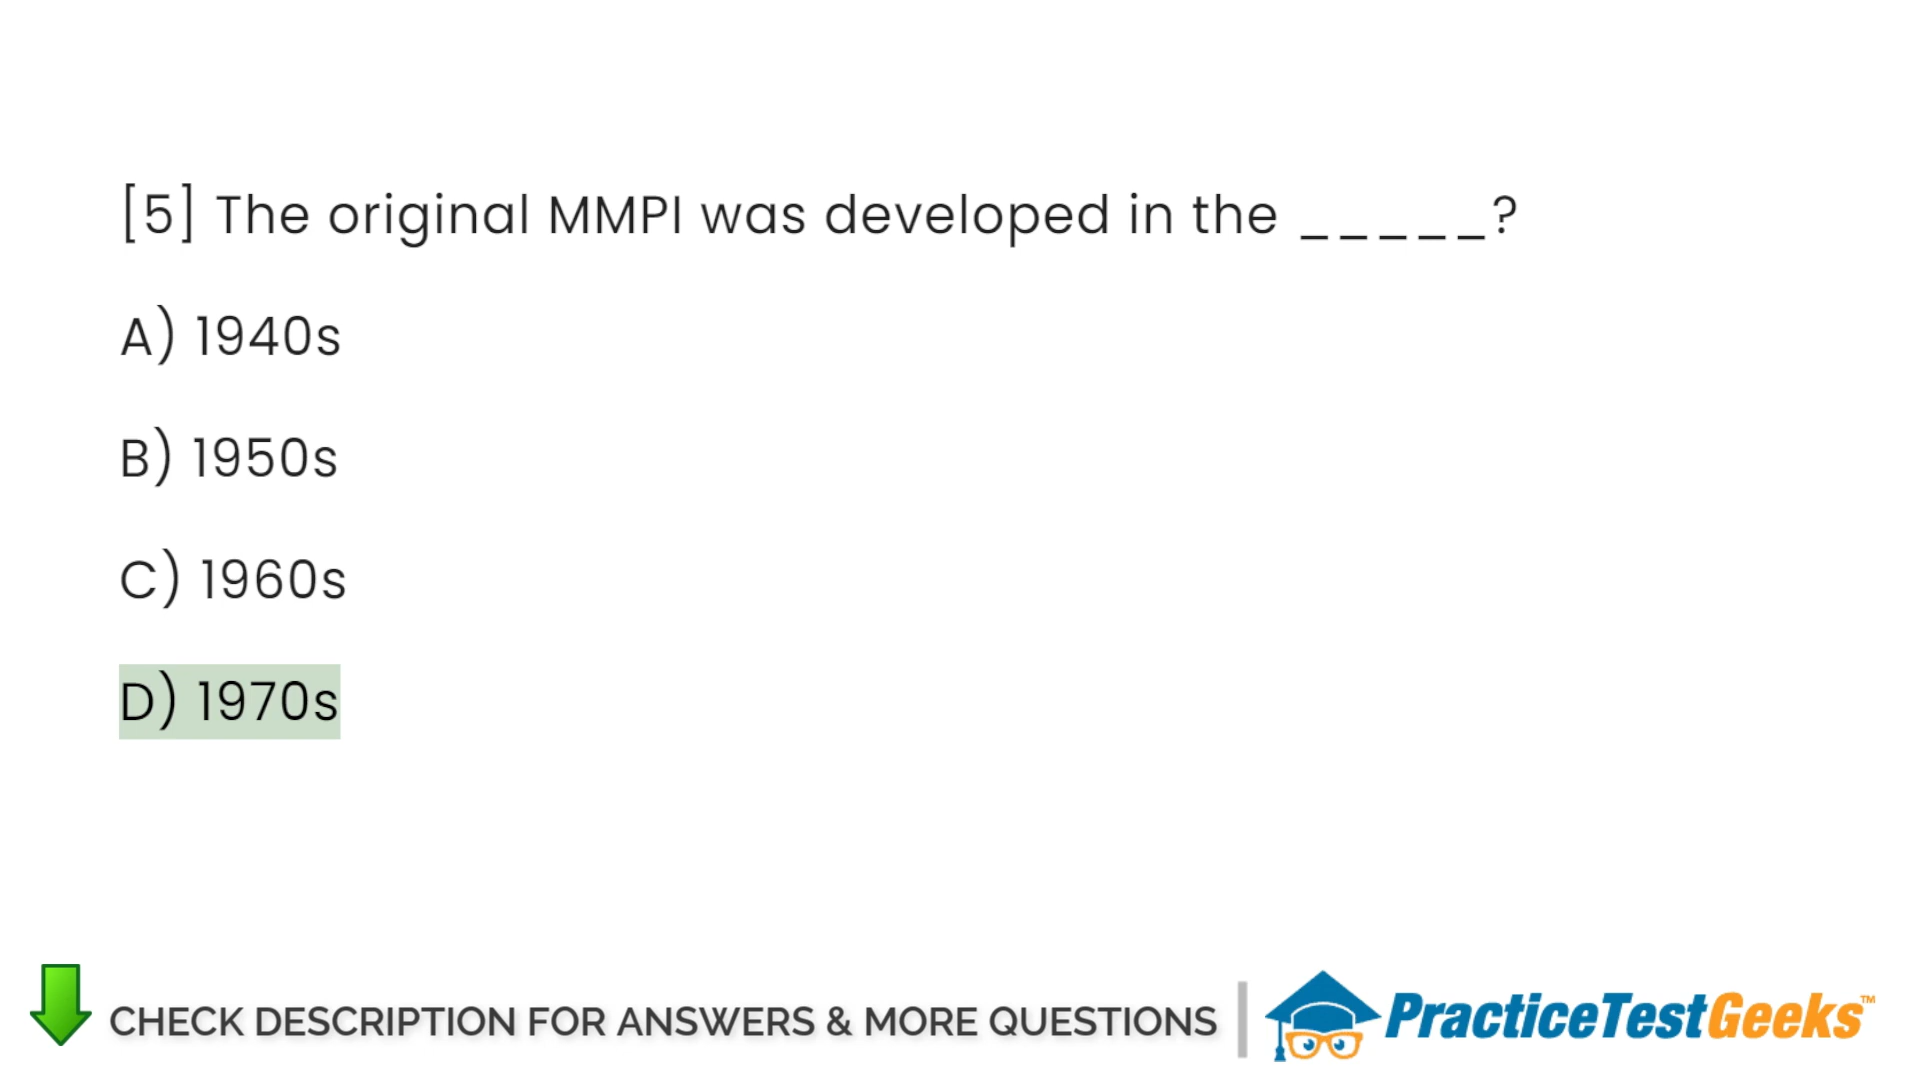 [5] The original MMPI was developed in the _____?
A) 1940s
B) 1950s
C) 1960s
D) 1970s
CHECK DESCRIPTION FOR ANSWERS & MORE QUESTIONS
PracticeTestGeeks™